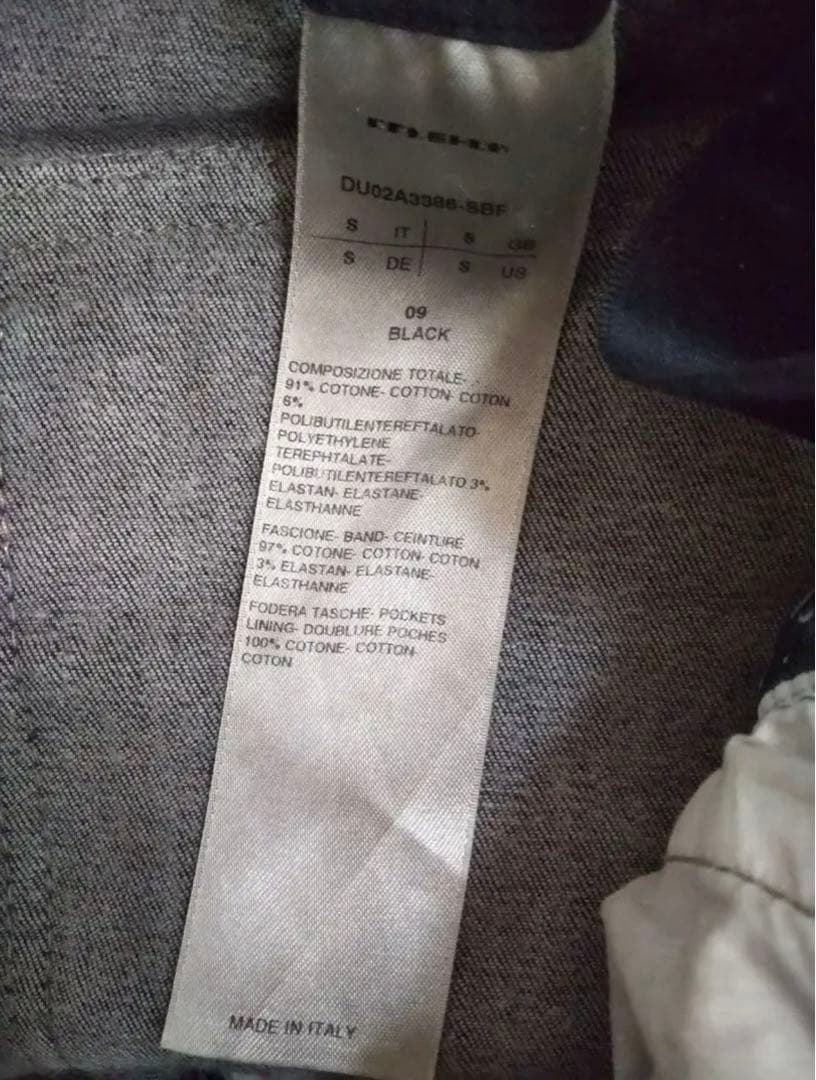 DU02A3386-SBF
S IT S GB
S DE S US
09
BLACK
COMPOSIZIONE TOTALE-
91% COTONE- COTTON- COTON
6%
POLIBUTILENTEREFTALATO-
POLYETHYLENE
TEREPHTALATE-
POLIBUTILENTEREFTALATO 3%
ELASTAN- ELASTANE-
ELASTHANNE
FASCIONE- BAND- CEINTURE
97% COTONE- COTTON- COTON
3% ELASTAN- ELASTANE-
ELASTHANNE
FODERA TASCHE- POCKETS
LINING- DOUBLURE POCHES
100% COTONE- COTTON-
COTON
MADE IN ITALY